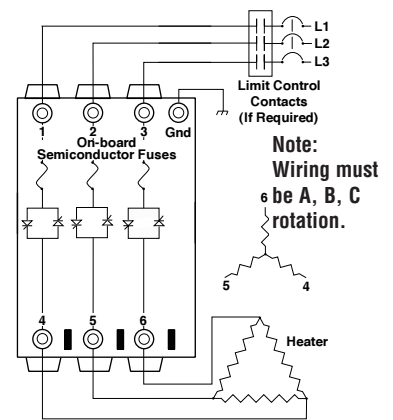 L1
L2
L3
Limit Control
Contacts
(If Required)
1 2 3 Gnd
On-board
Semiconductor Fuses
Note:
Wiring must
be A, B, C
rotation.
6
5 4
4 5 6
Heater